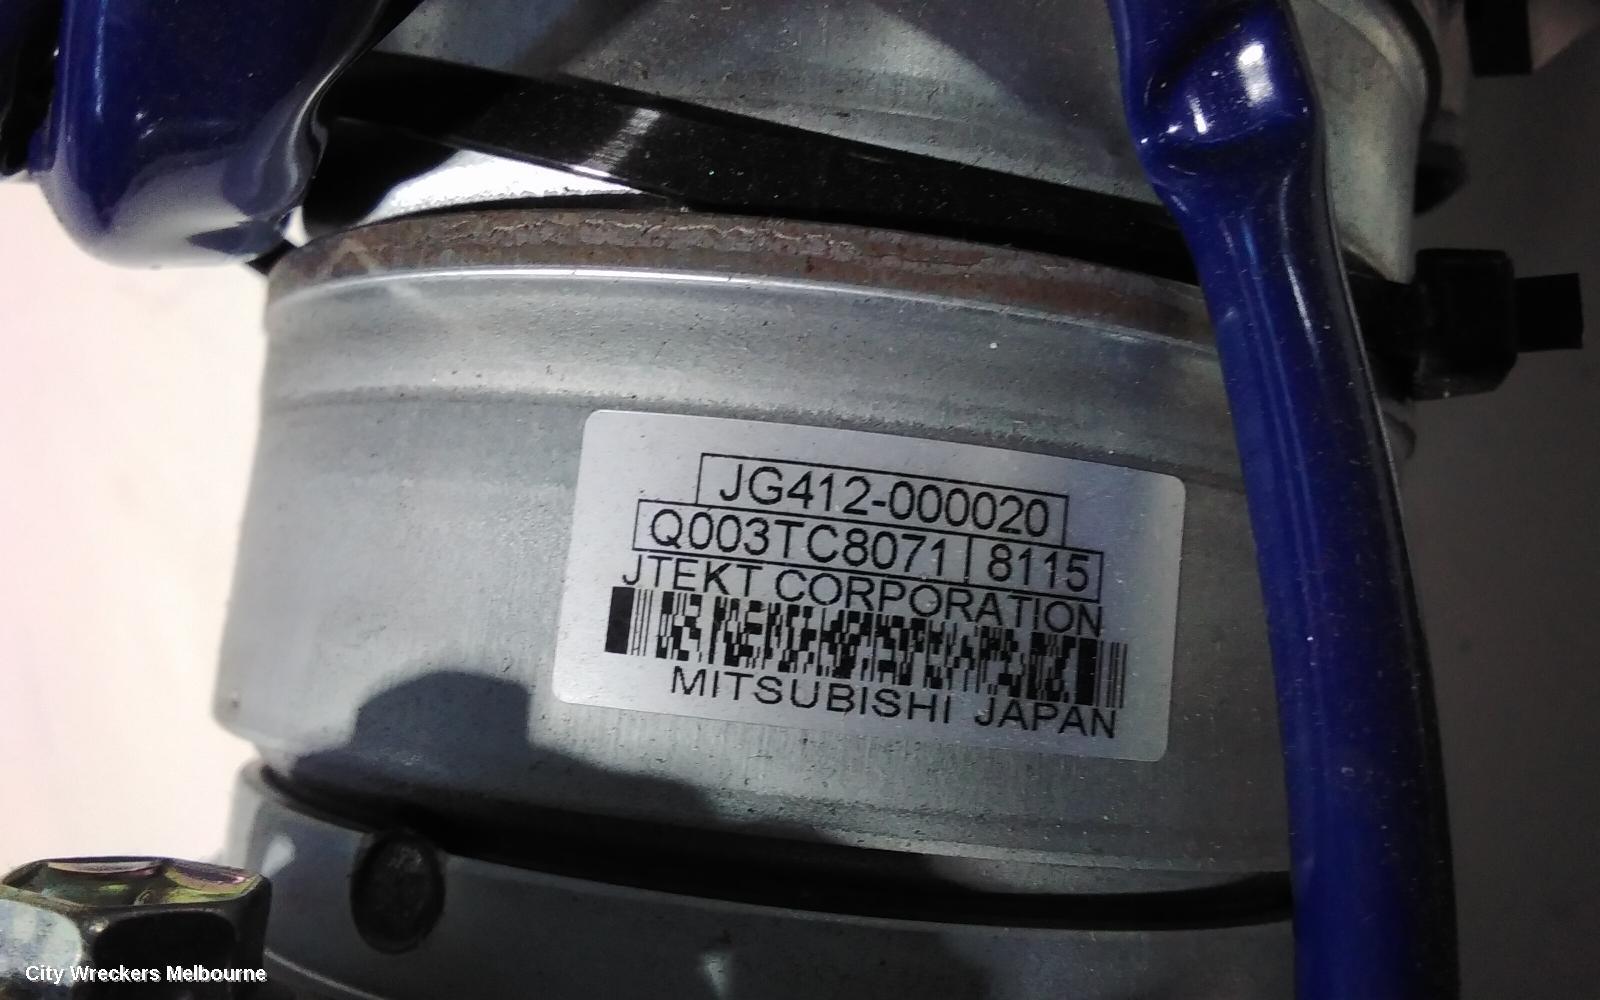 JG412-000020
Q003TC8071 8115
JTEKT CORPORATION
MITSUBISHI JAPAN
City Wreckers Melbourne